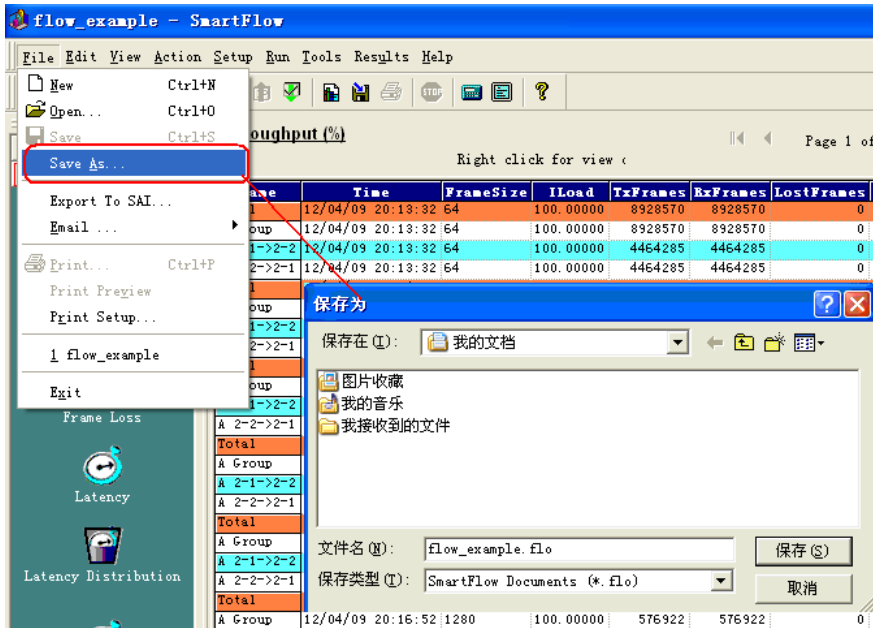 flow_example - SmartFlow
File Edit View Action Setup Run Tools Results Help
New Ctrl+N
Open... Ctrl+O
Save Ctrl+S
Save As...
Export To SAI...
Email ...
Print... Ctrl+P
Print Preview
Print Setup...
1 flow_example
Exit
STOP
oughput (%)
Page 1 of
Right click for view
ame Time FrameSize ILoad TxFrames RxFrames LostFrames
12/04/09 20:13:32 64 100.00000 8928570 8928570 0
oup 12/04/09 20:13:32 64 100.00000 8928570 8928570 0
1->2-2 12/04/09 20:13:32 64 100.00000 4464285 4464285 0
2->2-1 12/04/09 20:13:32 64 100.00000 4464285 4464285 0
oup
1->2-2
2->2-1
oup
1->2-2
A 2-2->2-1
Total
A Group
A 2-1->2-2
A 2-2->2-1
Total
A Group
A 2-1->2-2
A 2-2->2-1
Total
A Group 12/04/09 20:16:52 1280 100.00000 576922 576922 0
Frame Loss
Latency
Latency Distribution
保存为
保存在(I):
我的文档
图片收藏
我的音乐
我接收到的文件
文件名(N):
flow_example.flo
保存(S)
保存类型(T):
SmartFlow Documents (*.flo)
取消